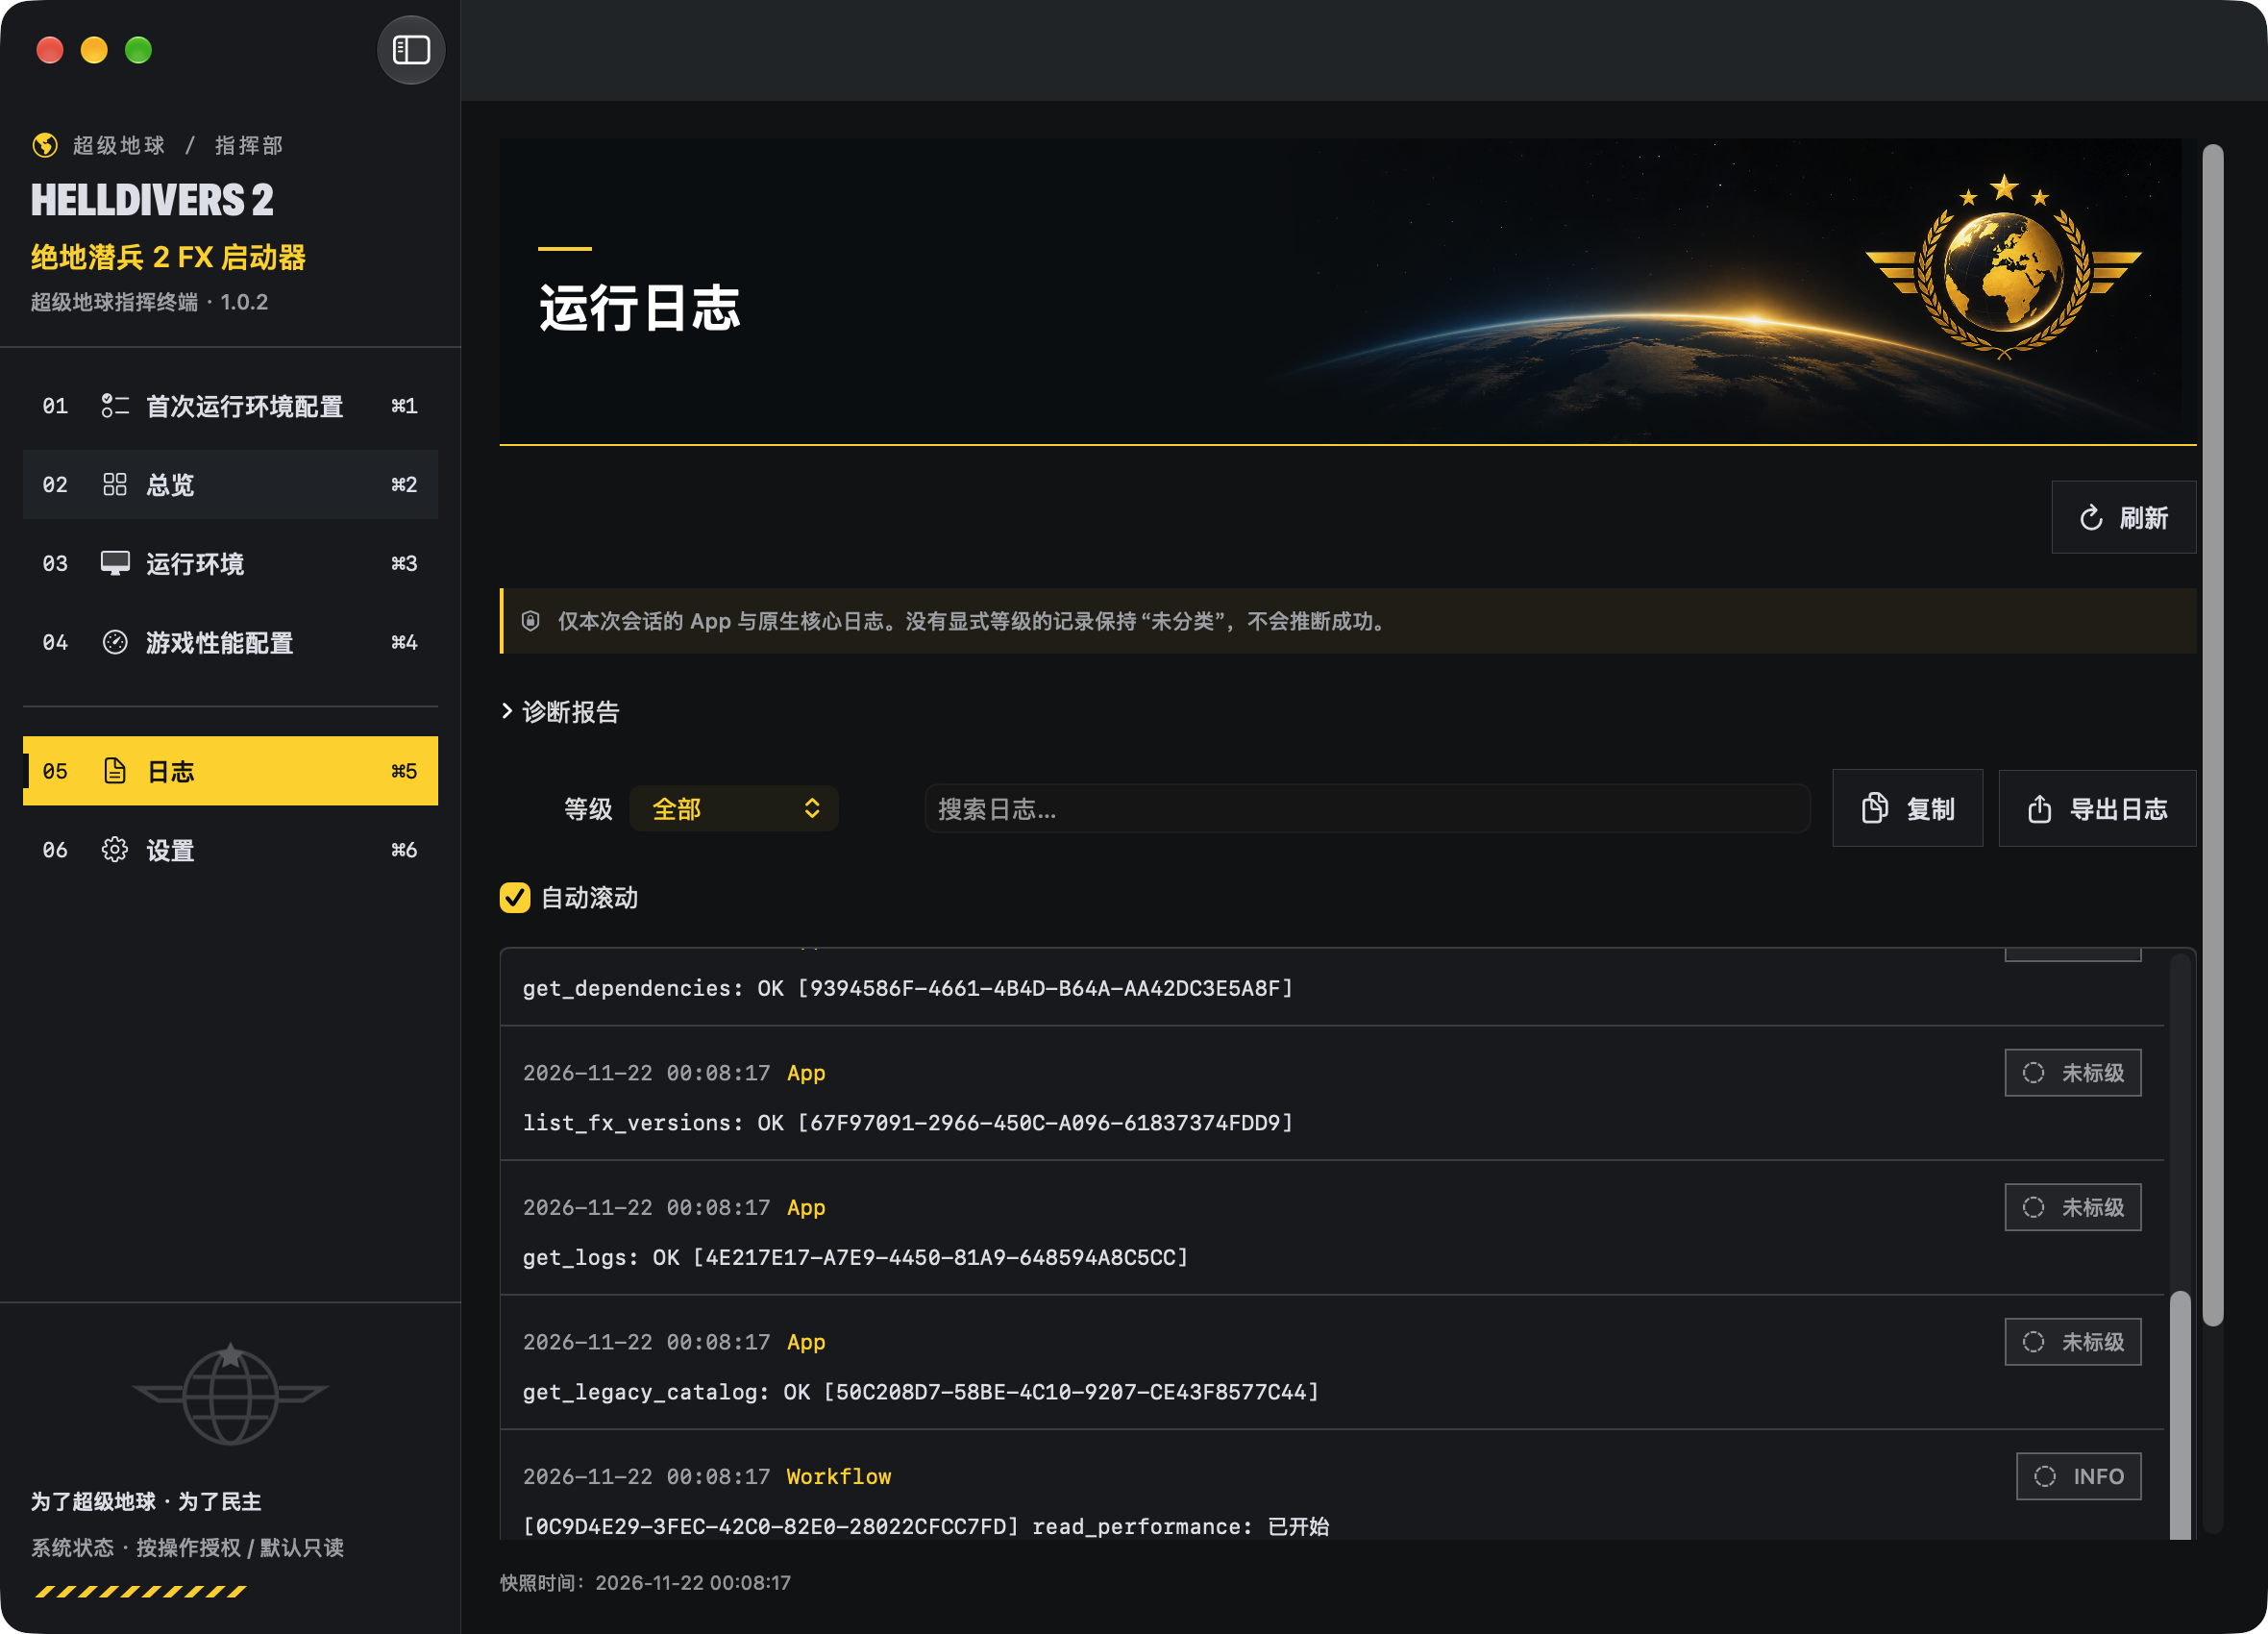 超级地球 / 指挥部
HELLDIVERS 2
绝地潜兵 2 FX 启动器
超级地球指挥终端 · 1.0.2
01 首次运行环境配置 ⌘1
02 总览 ⌘2
03 运行环境 ⌘3
04 游戏性能配置 ⌘4
05 日志 ⌘5
06 设置 ⌘6
为了超级地球 · 为了民主
系统状态 · 按操作授权 / 默认只读
运行日志
刷新
仅本次会话的 App 与原生核心日志。没有显式等级的记录保持“未分类”，不会推断成功。
诊断报告
等级 全部 搜索日志... 复制 导出日志
自动滚动
get_dependencies: OK [9394586F-4661-4B4D-B64A-AA42DC3E5A8F]
2026-11-22 00:08:17 App 未标级
list_fx_versions: OK [67F97091-2966-450C-A096-61837374FDD9]
2026-11-22 00:08:17 App 未标级
get_logs: OK [4E217E17-A7E9-4450-81A9-648594A8C5CC]
2026-11-22 00:08:17 App 未标级
get_legacy_catalog: OK [50C208D7-58BE-4C10-9207-CE43F8577C44]
2026-11-22 00:08:17 Workflow INFO
[0C9D4E29-3FEC-42C0-82E0-28022CFCC7FD] read_performance: 已开始
快照时间：2026-11-22 00:08:17